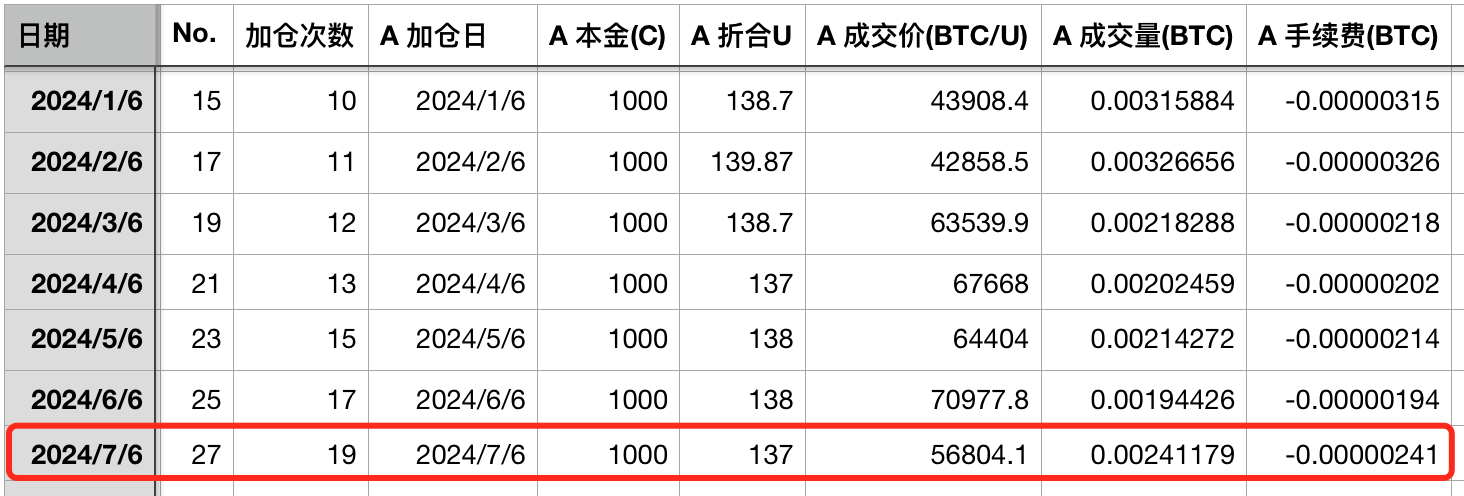 日期 No. 加仓次数 A 加仓日 A 本金(C) A 折合U A 成交价(BTC/U) A 成交量(BTC) A 手续费(BTC)
2024/1/6 15 10 2024/1/6 1000 138.7 43908.4 0.00315884 -0.00000315
2024/2/6 17 11 2024/2/6 1000 139.87 42858.5 0.00326656 -0.00000326
2024/3/6 19 12 2024/3/6 1000 138.7 63539.9 0.00218288 -0.00000218
2024/4/6 21 13 2024/4/6 1000 137 67668 0.00202459 -0.00000202
2024/5/6 23 15 2024/5/6 1000 138 64404 0.00214272 -0.00000214
2024/6/6 25 17 2024/6/6 1000 138 70977.8 0.00194426 -0.00000194
2024/7/6 27 19 2024/7/6 1000 137 56804.1 0.00241179 -0.00000241